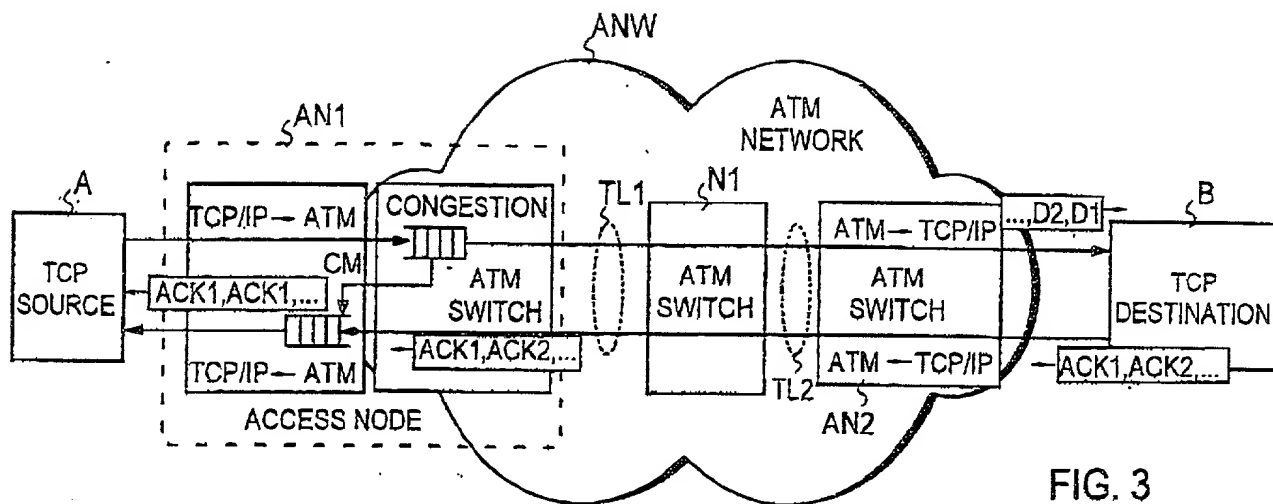 ANW
AN1
ATM
NETWORK
A
TCP/IP → ATM
CONGESTION
TL1
N1
...,D2,D1
B
ATM ← TCP/IP
TCP
SOURCE
CM
ACK1,ACK1,...
ATM
SWITCH
ATM
SWITCH
ATM
SWITCH
TCP
DESTINATION
TCP/IP ← ATM
ACK1,ACK2,...
TL2
ATM ← TCP/IP
ACK1,ACK2,...
ACCESS NODE
AN2
FIG. 3